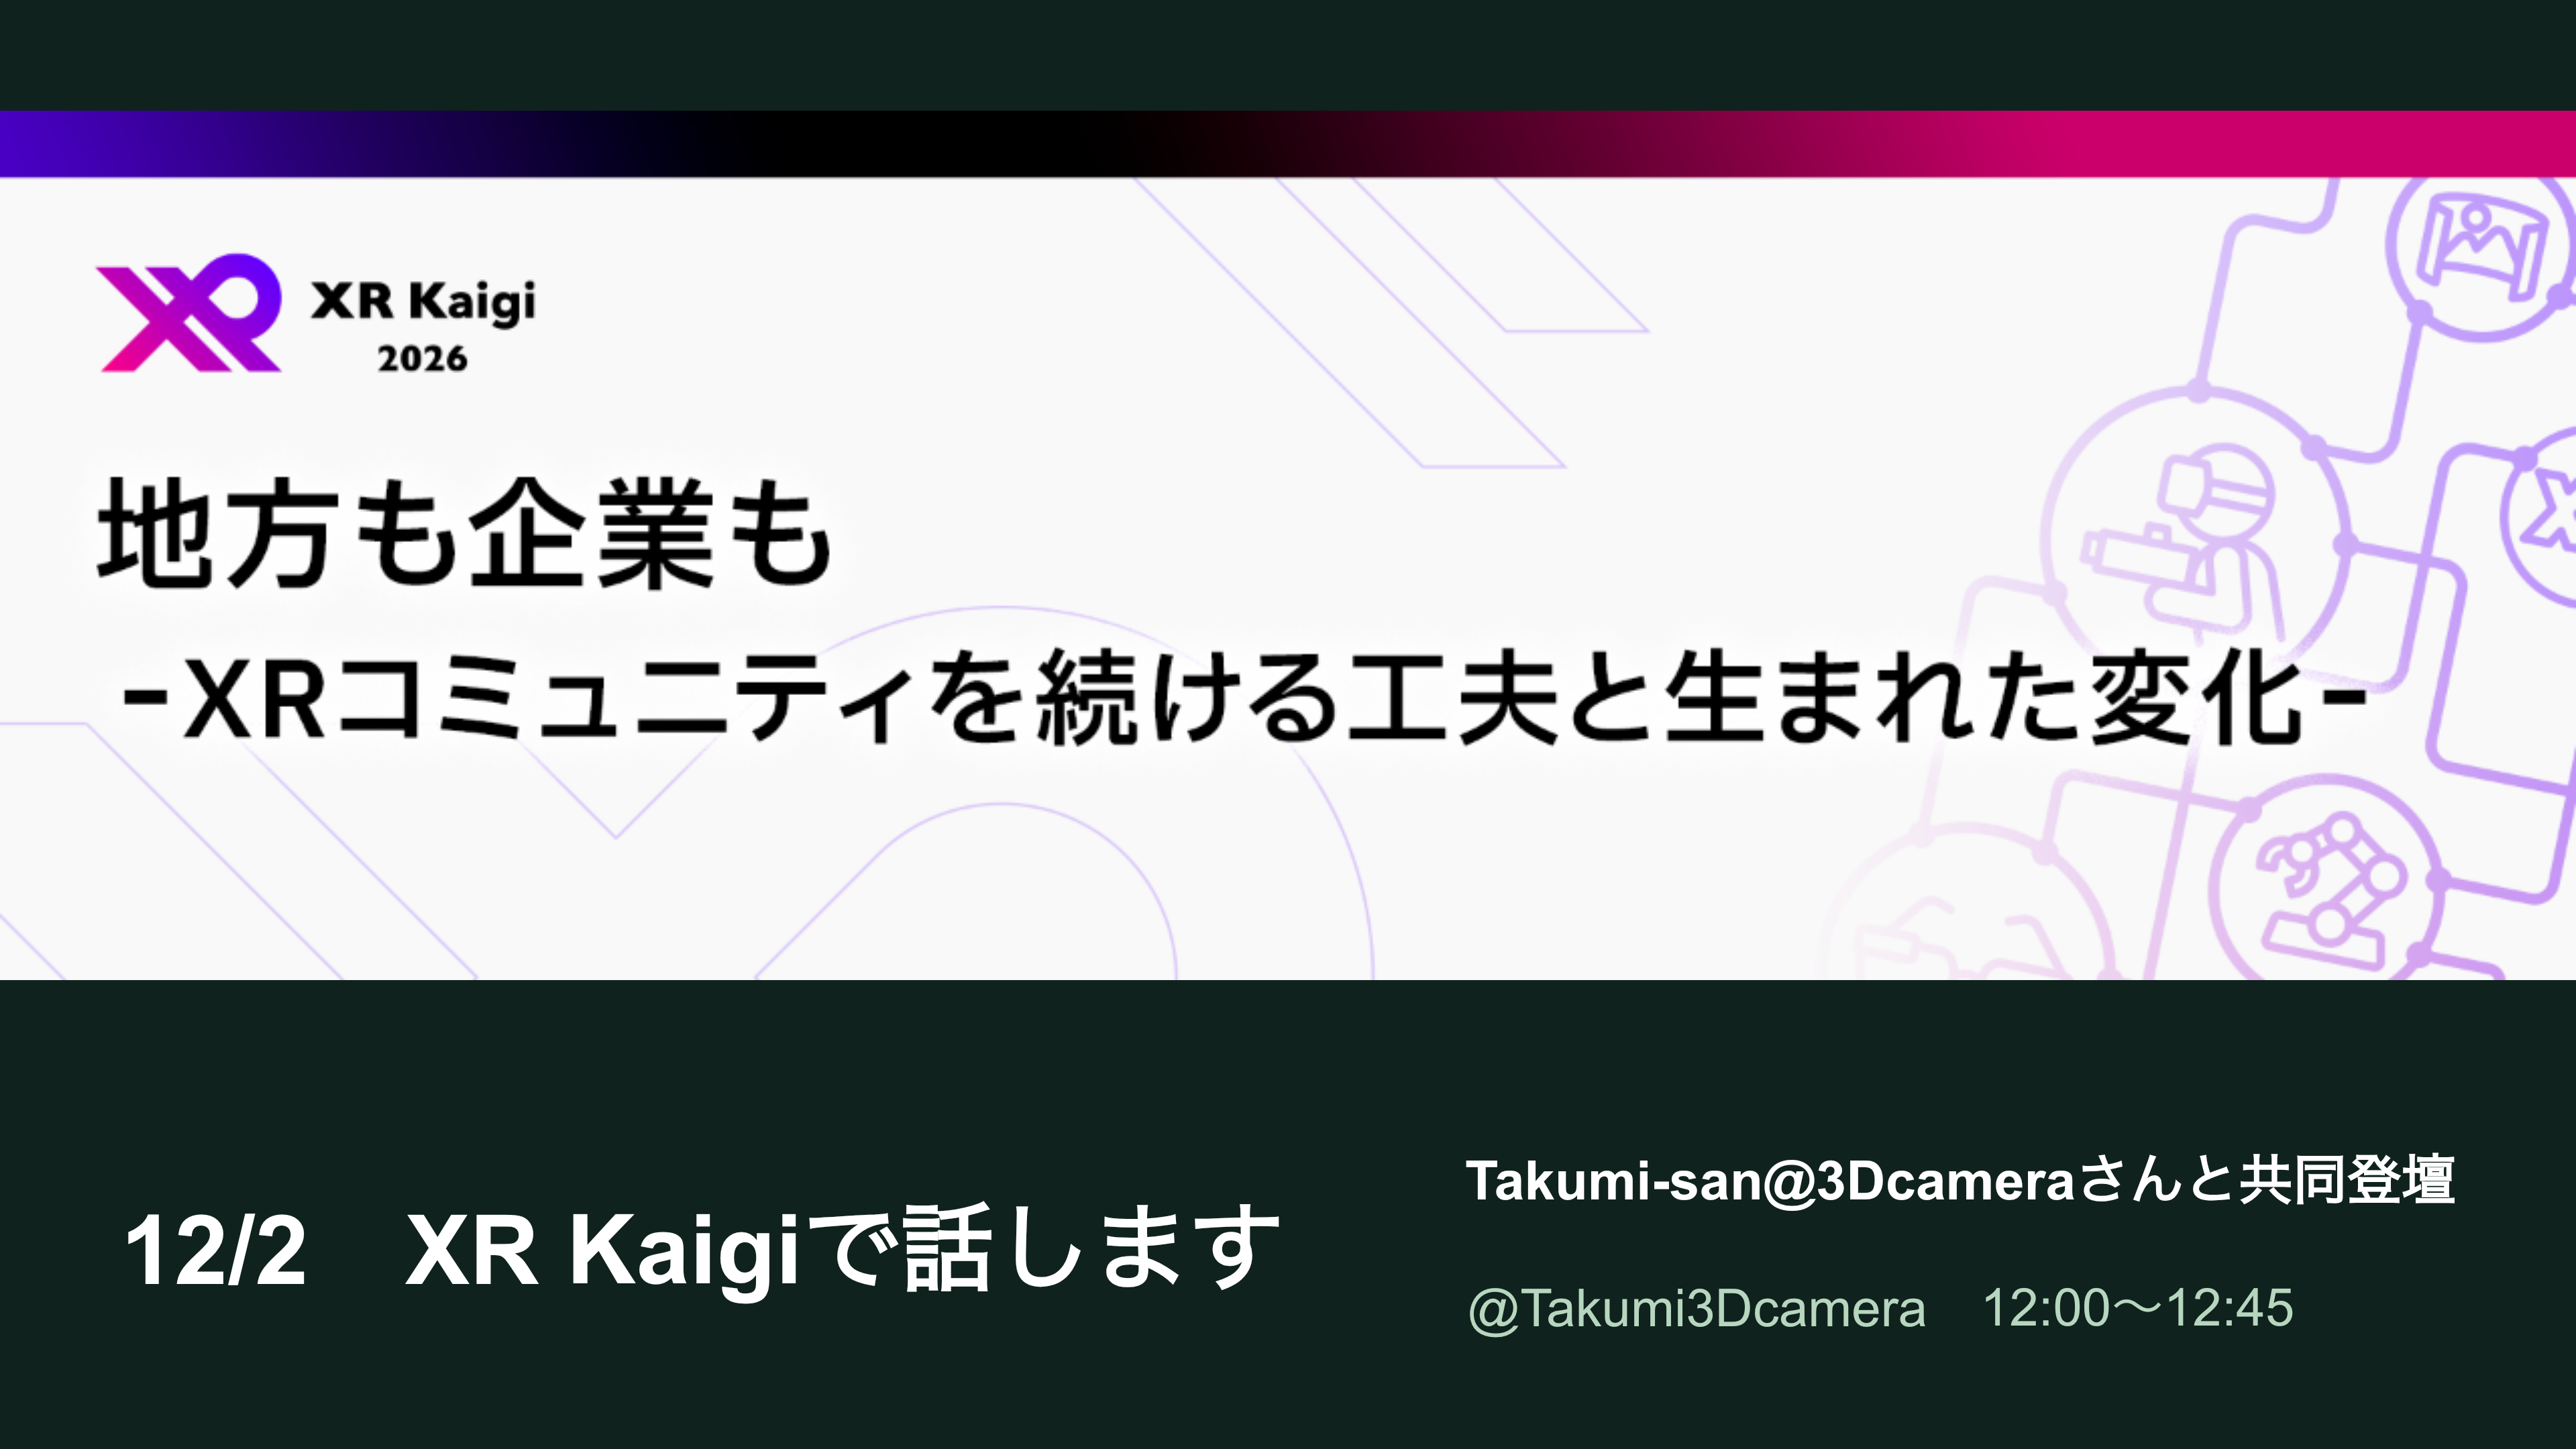 XR Kaigi
2026
地方も企業も
-XRコミュニティを続ける工夫と生まれた変化-
12/2　XR Kaigiで話します
Takumi-san@3Dcameraさんと共同登壇
@Takumi3Dcamera　12:00〜12:45